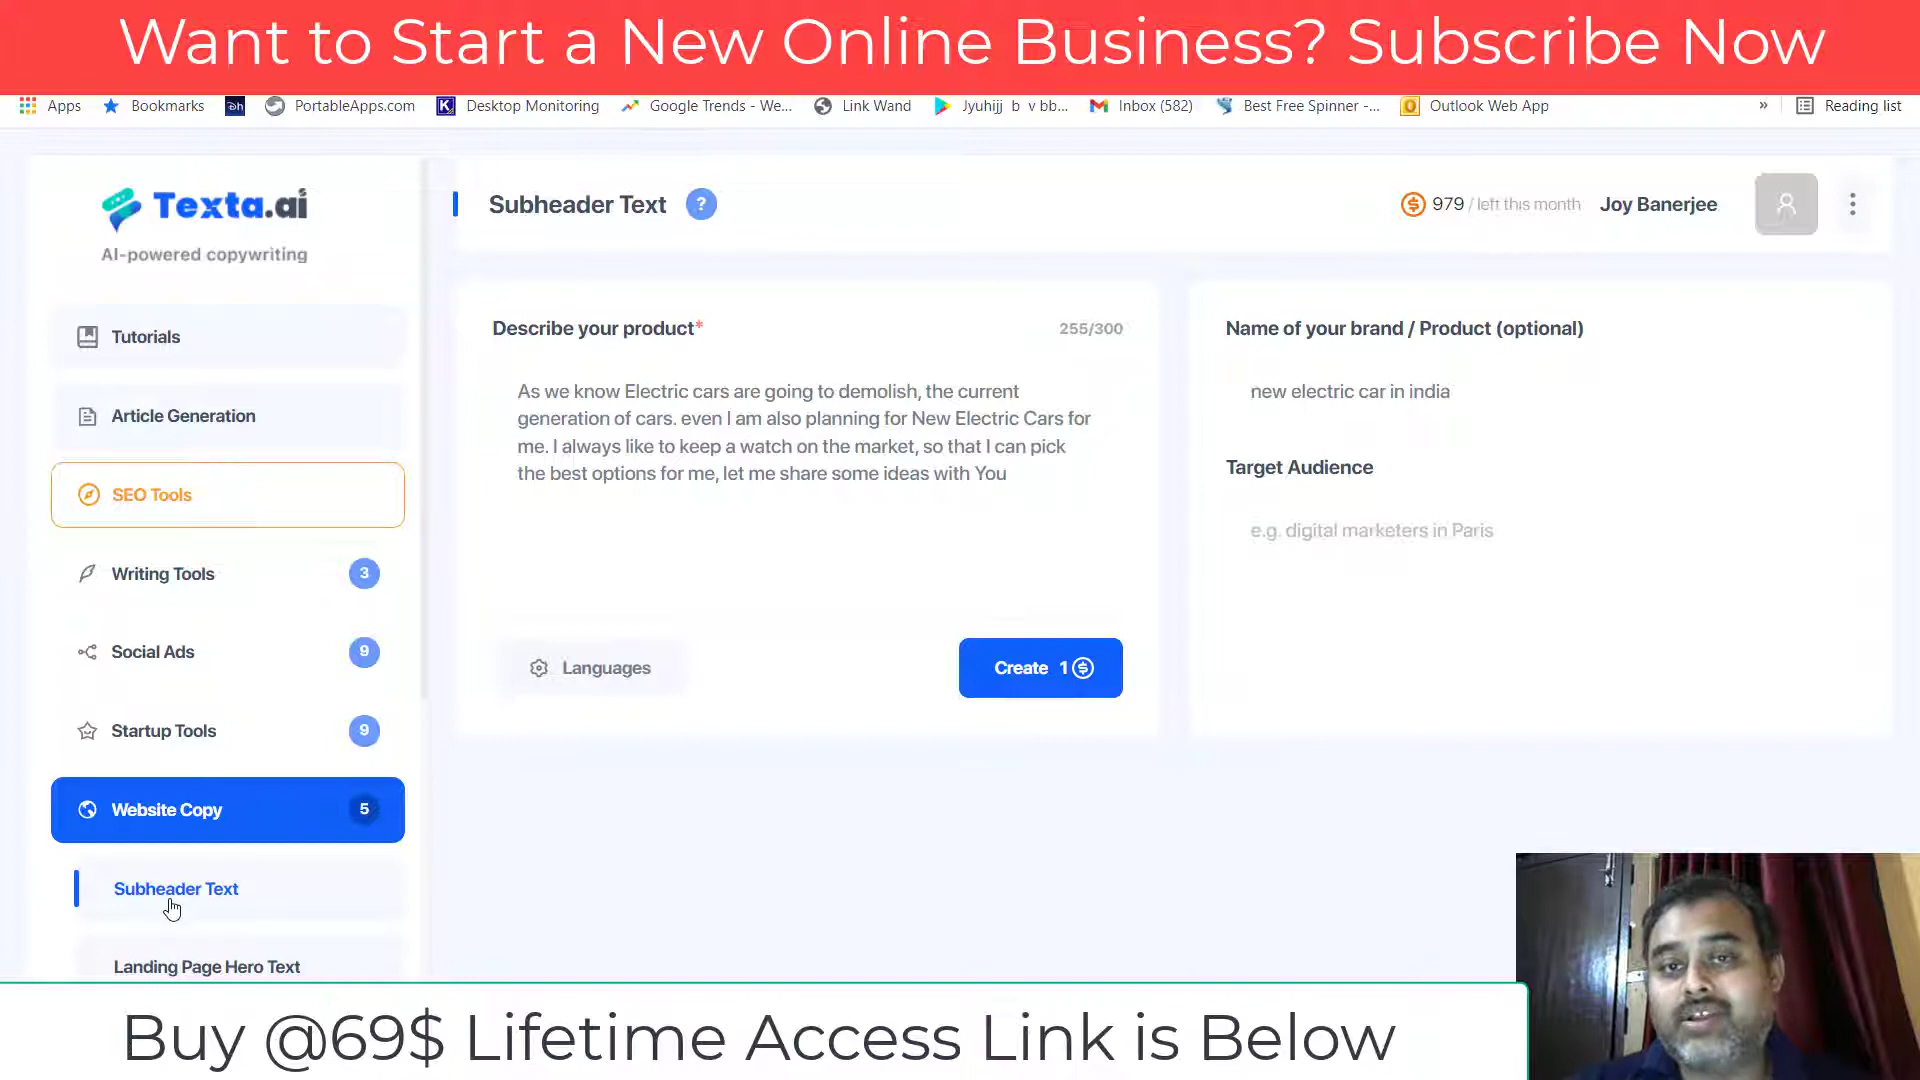 Want to Start a New Online Business? Subscribe Now
Apps
Bookmarks
Dh
PortableApps.com
K
Desktop Monitoring
Google Trends - We...
Link Wand
Jyuhijj b v bb...
Inbox (582)
Best Free Spinner -...
Outlook Web App
»
Reading list
Texta.ai
AI-powered copywriting
Subheader Text
?
979 / left this month
Joy Banerjee
Tutorials
Article Generation
SEO Tools
Writing Tools 3
Social Ads 9
Startup Tools 9
Website Copy 5
Subheader Text
Landing Page Hero Text
Describe your product*
255/300
As we know Electric cars are going to demolish, the current
generation of cars. even I am also planning for New Electric Cars for
me. I always like to keep a watch on the market, so that I can pick
the best options for me, let me share some ideas with You
Languages
Create 1
Name of your brand / Product (optional)
new electric car in india
Target Audience
e.g. digital marketers in Paris
Buy @69$ Lifetime Access Link is Below